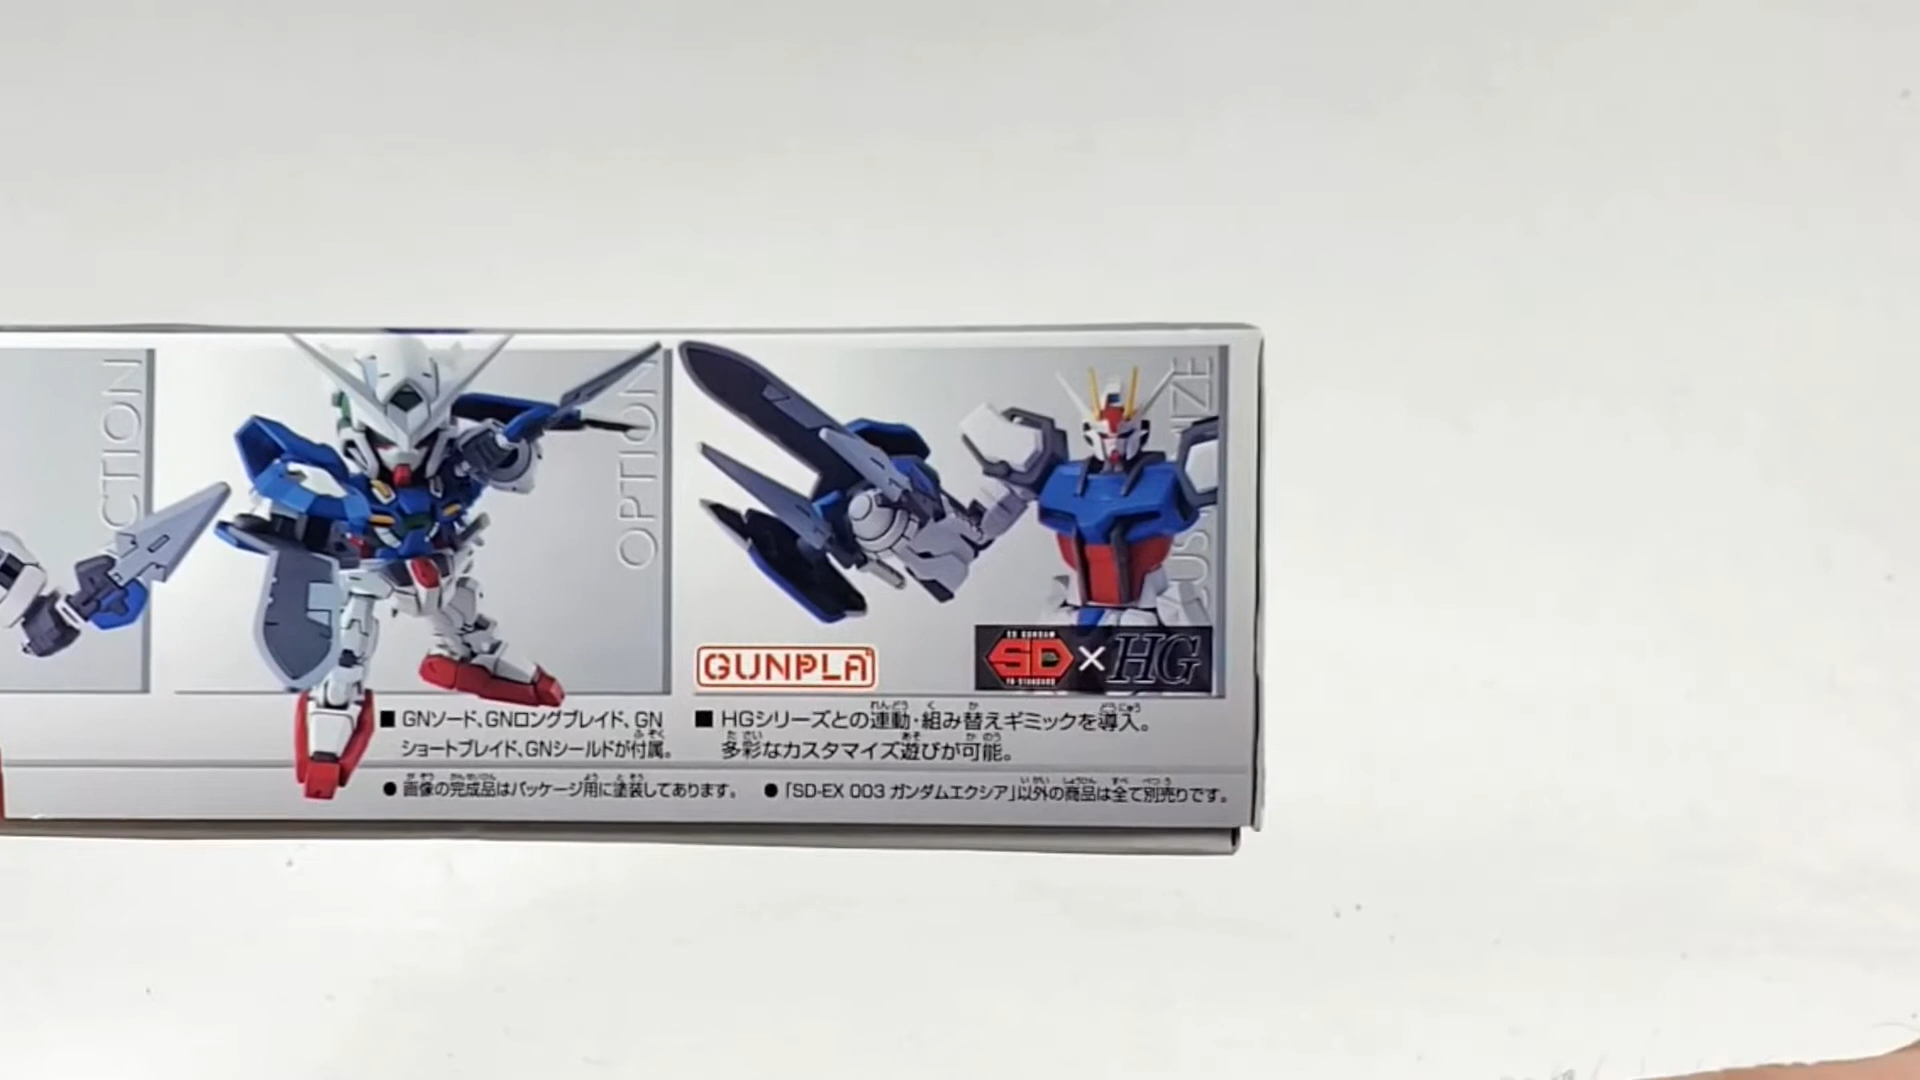 ACTION
OPTION
CUSTOMIZE
GUNPLA
SD GUNDAM
SD
EX STANDARD
×HG
■ GNソード、GNロングブレイド、GN
ショートブレイド、GNシールドが付属。
■ HGシリーズとの連動・組み替えギミックを導入。
多彩なカスタマイズ遊びが可能。
● 画像の完成品はパッケージ用に塗装してあります。
● 「SD-EX 003 ガンダムエクシア」以外の商品は全て別売りです。